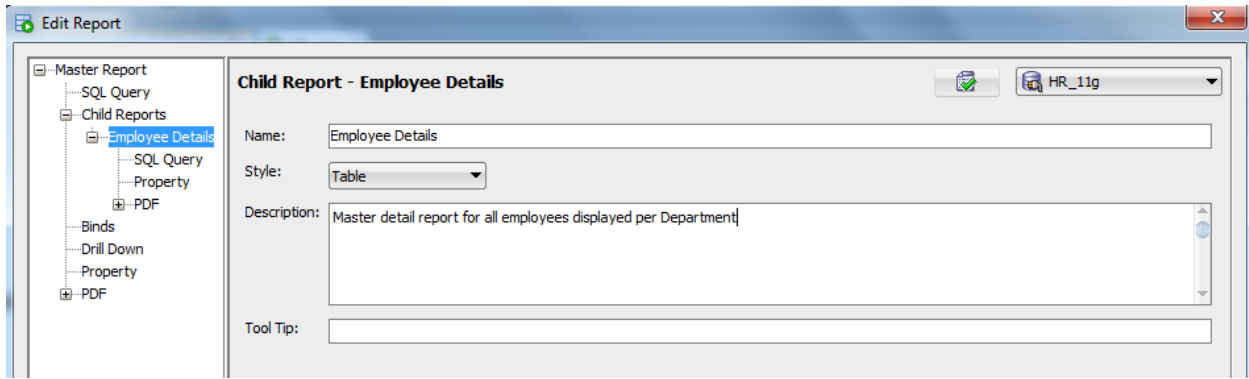 Edit Report
Master Report
SQL Query
Child Reports
Employee Details
SQL Query
Property
PDF
Binds
Drill Down
Property
PDF
Child Report - Employee Details
HR_11g
Name: Employee Details
Style: Table
Description: Master detail report for all employees displayed per Department
Tool Tip: